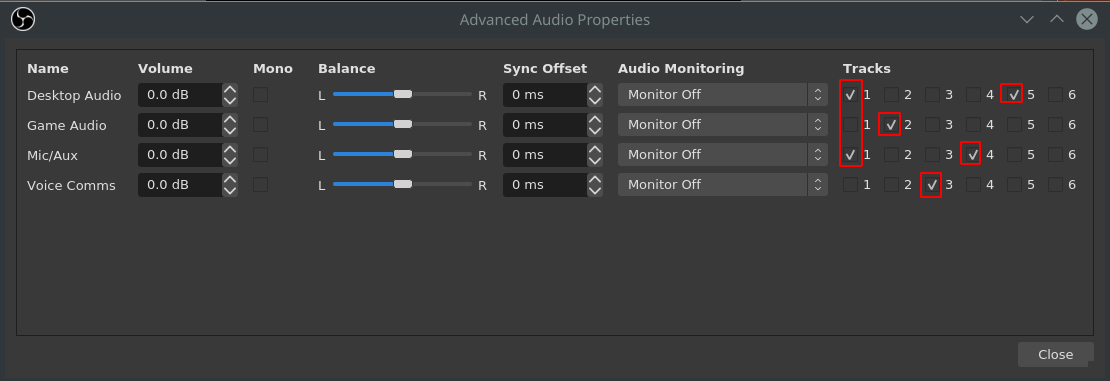 Advanced Audio Properties
Name Volume Mono Balance Sync Offset Audio Monitoring Tracks
Desktop Audio 0.0 dB L R 0 ms Monitor Off 1 2 3 4 5 6
Game Audio 0.0 dB L R 0 ms Monitor Off 1 2 3 4 5 6
Mic/Aux 0.0 dB L R 0 ms Monitor Off 1 2 3 4 5 6
Voice Comms 0.0 dB L R 0 ms Monitor Off 1 2 3 4 5 6
Close